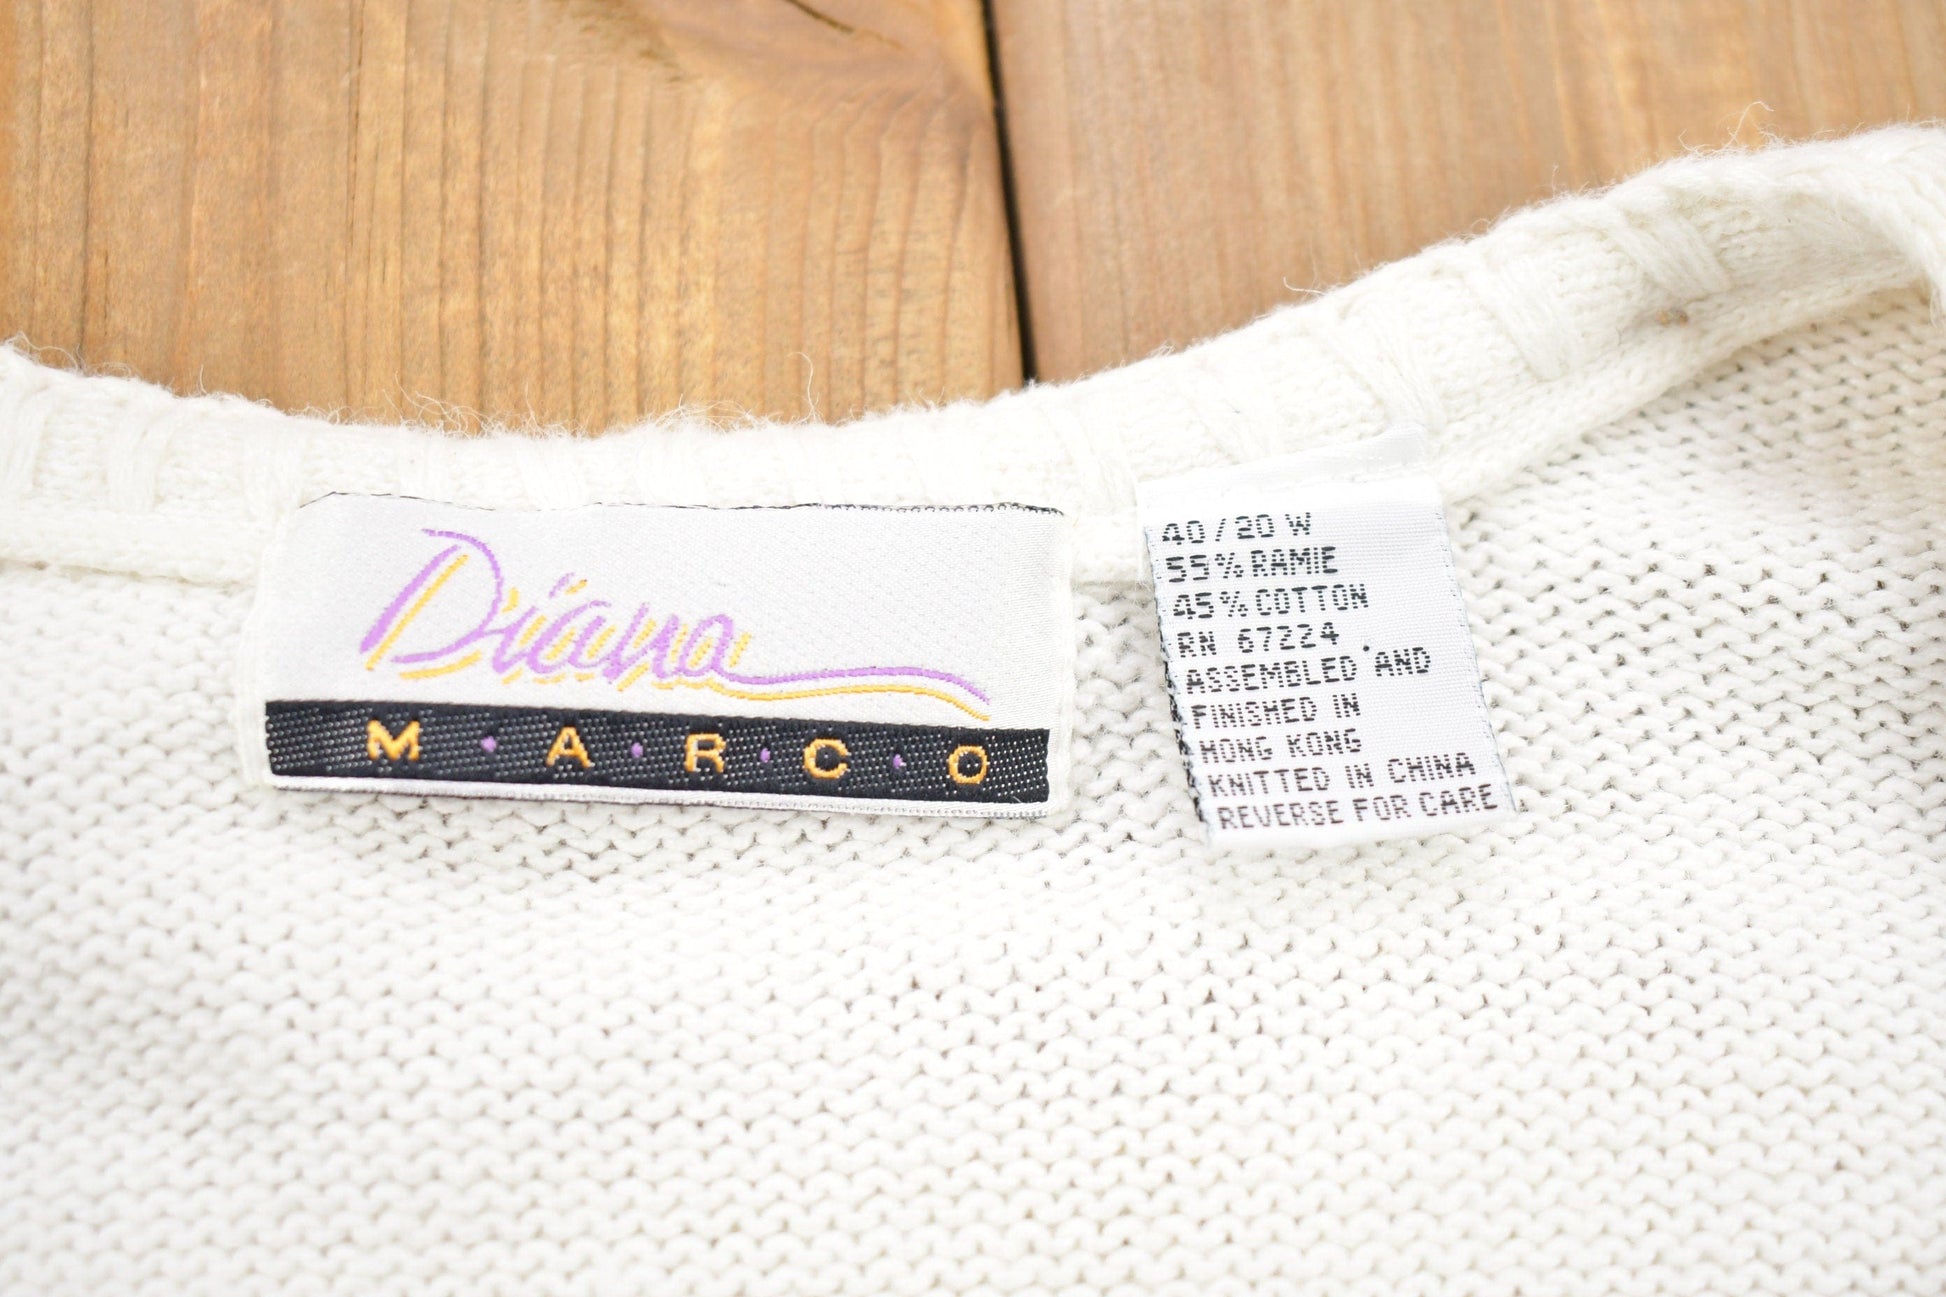 Diana
M·A·R·C·O
40/20 W
55% RAMIE
45% COTTON
RN 67224
ASSEMBLED AND
FINISHED IN
HONG KONG
KNITTED IN CHINA
REVERSE FOR CARE